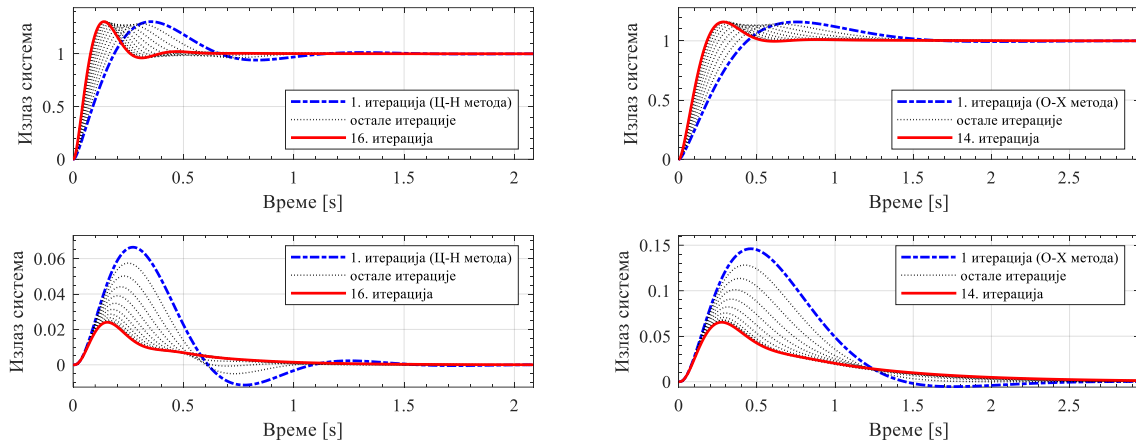 Излаз система
1
0.5
0
1. итерација (Ц-Н метода)
остале итерације
16. итерација
0
0.5
1
1.5
2
Време [s]
Излаз система
1
0.5
0
1. итерација (О-Х метода)
остале итерације
14. итерација
0
0.5
1
1.5
2
2.5
Време [s]
Излаз система
0.06
0.04
0.02
0
1. итерација (Ц-Н метода)
остале итерације
16. итерација
0
0.5
1
1.5
2
Време [s]
Излаз система
0.15
0.1
0.05
0
1 итерација (О-Х метода)
остале итерације
14. итерација
0
0.5
1
1.5
2
2.5
Време [s]